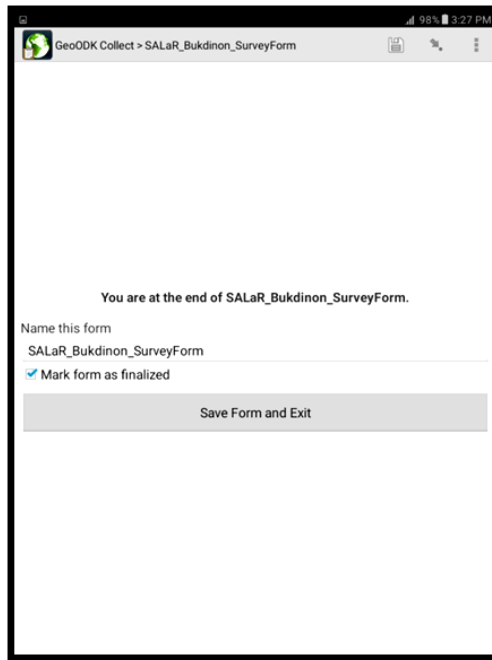 98% 3:27 PM
GeoODK Collect > SALaR_Bukdinon_SurveyForm
You are at the end of SALaR_Bukdinon_SurveyForm.
Name this form
SALaR_Bukdinon_SurveyForm
Mark form as finalized
Save Form and Exit